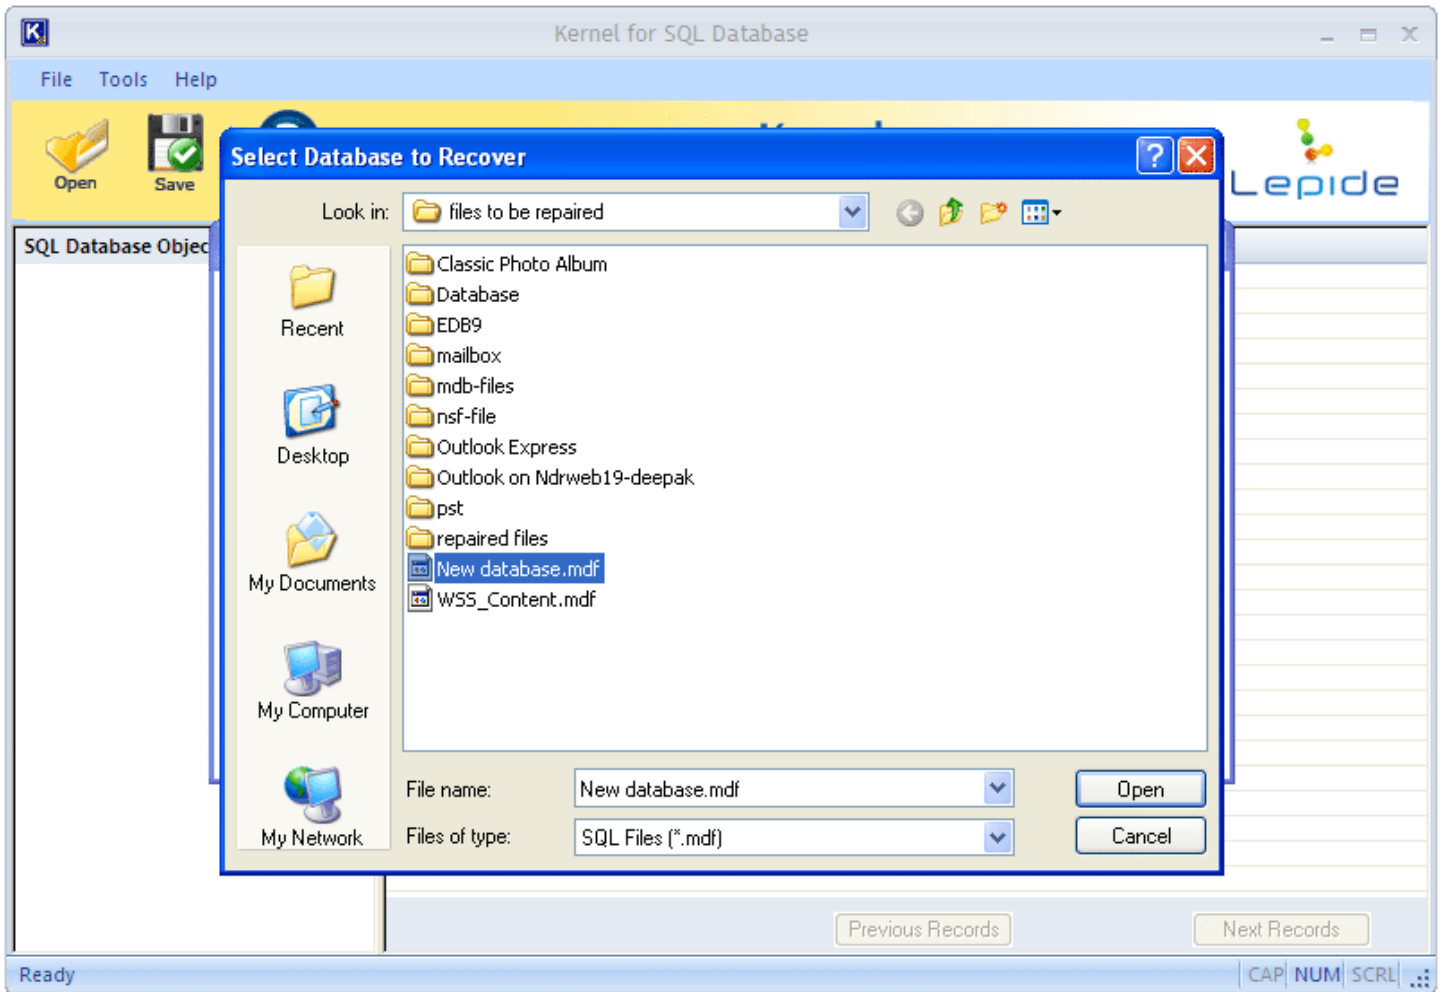 Kernel for SQL Database
File Tools Help
Open
Save
Lepide
Select Database to Recover
Look in: files to be repaired
SQL Database Objec
Recent
Desktop
My Documents
My Computer
My Network
Classic Photo Album
Database
EDB9
mailbox
mdb-files
nsf-file
Outlook Express
Outlook on Ndrweb19-deepak
pst
repaired files
New database.mdf
WSS_Content.mdf
File name: New database.mdf Open
Files of type: SQL Files (*.mdf) Cancel
Previous Records Next Records
Ready CAP NUM SCRL